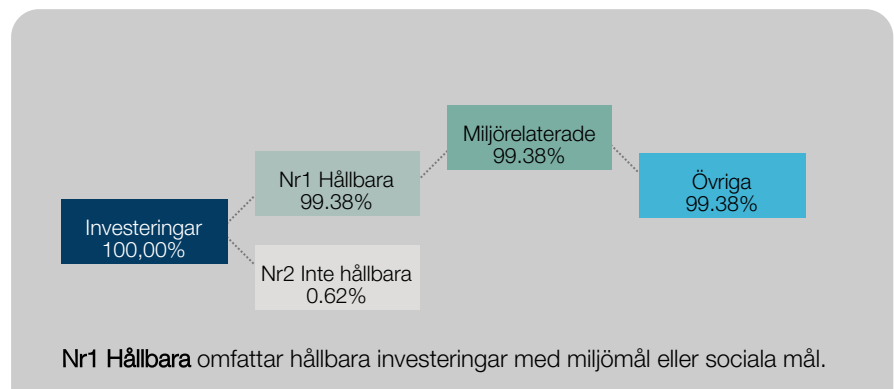 Miljörelaterade
99.38%
Nr1 Hållbara
99.38%
Övriga
99.38%
Investeringar
100,00%
Nr2 Inte hållbara
0.62%
Nr1 Hållbara omfattar hållbara investeringar med miljömål eller sociala mål.